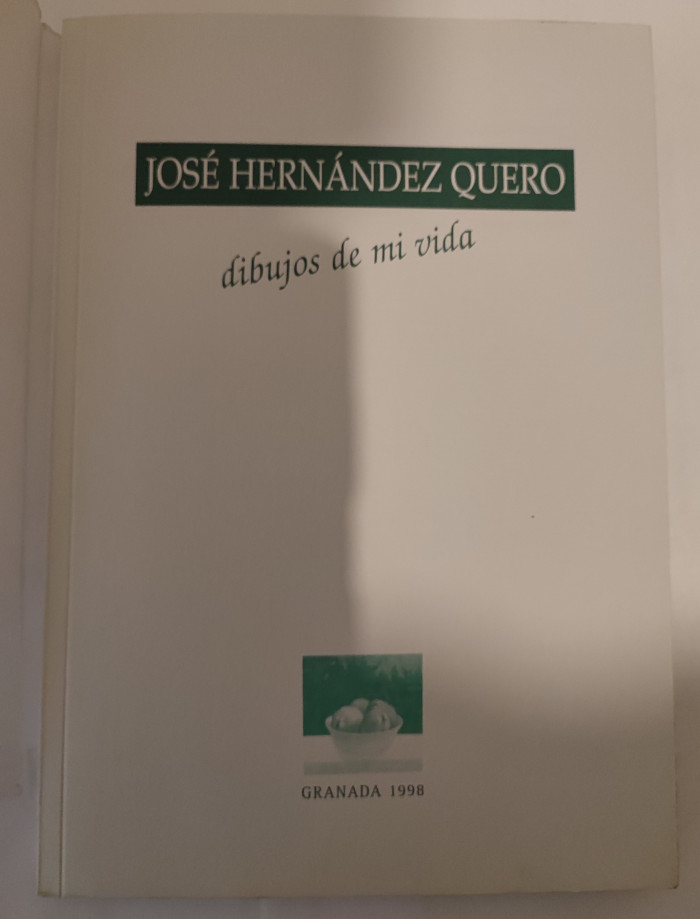 JOSÉ HERNÁNDEZ QUERO
dibujos de mi vida
GRANADA 1998